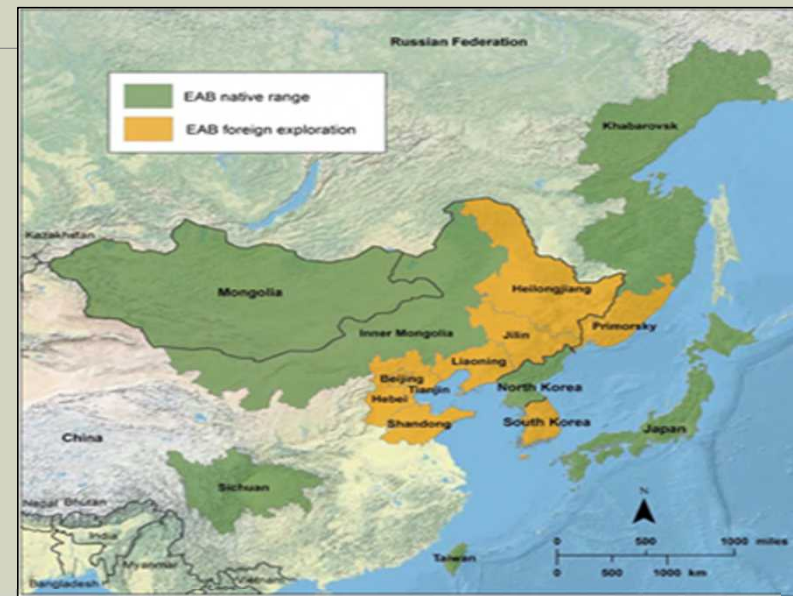 Russian Federation
EAB native range
EAB foreign exploration
Khabarovsk
Kazakhstan
Mongolia
Heilongjiang
Inner Mongolia
Jilin
Primorsky
Liaoning
Beijing
Tianjin
Hebei
North Korea
Shandong
South Korea
Japan
China
Sichuan
Nepal
Bhutan
India
Myanmar
Bangladesh
Vietnam
Taiwan
N
0 500 1000 miles
0 500 1000 km